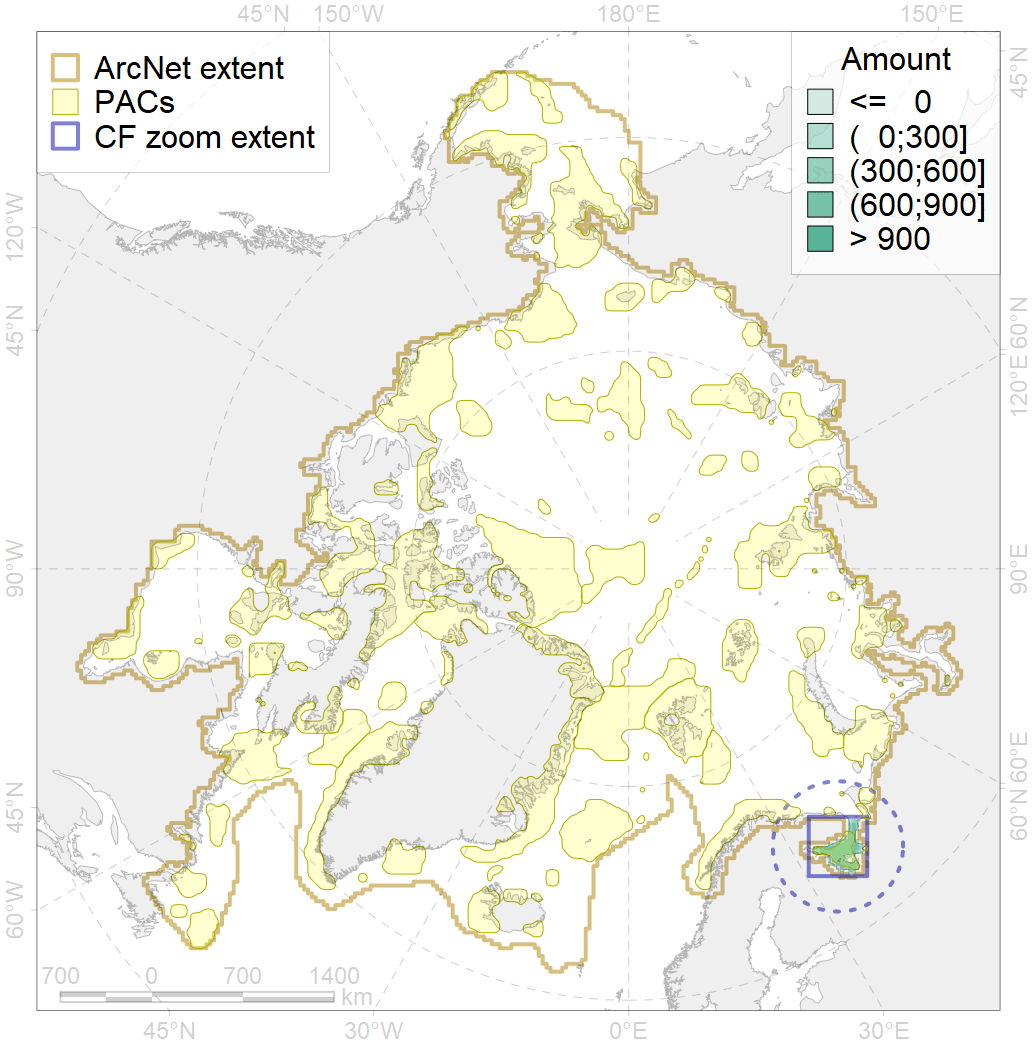 45°N 150°W 180°E 150°E
ArcNet extent
PACs
CF zoom extent
Amount
<= 0
( 0;300]
(300;600]
(600;900]
> 900
45°N
120°W
45°N
90°W
45°N
60°W
60°N
120°E
90°E
60°E
60°N
700 0 700 1400
km
45°N 30°W 0°E 30°E